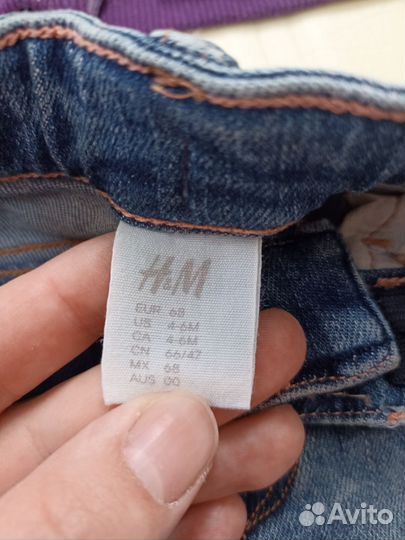 H&M
EUR 68
US 4-6M
CA 4-6M
CN 66/47
MX 68
AUS 00
Avito